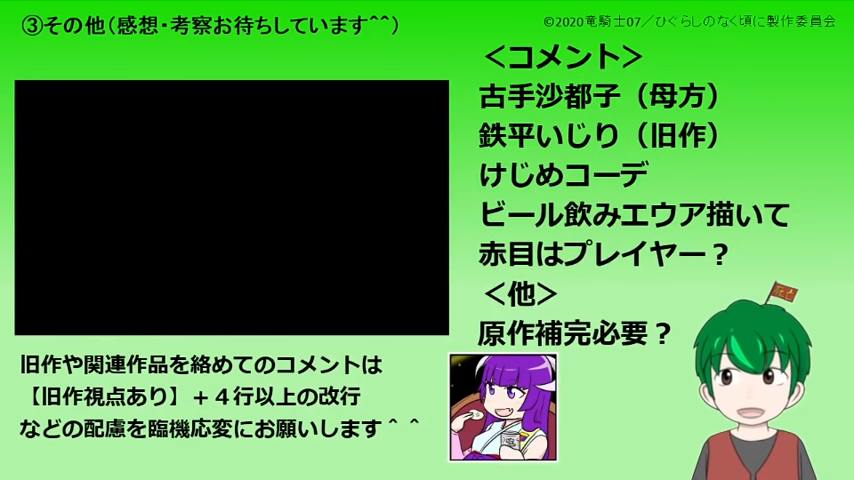 ③その他(感想・考察お待ちしています^^)
©2020竜騎士07／ひぐらしのなく頃に製作委員会
＜コメント＞
古手沙都子（母方）
鉄平いじり（旧作）
けじめコーデ
ビール飲みエウア描いて
赤目はプレイヤー？
＜他＞
原作補完必要？
旧作や関連作品を絡めてのコメントは
【旧作視点あり】＋４行以上の改行
などの配慮を臨機応変にお願いします＾＾